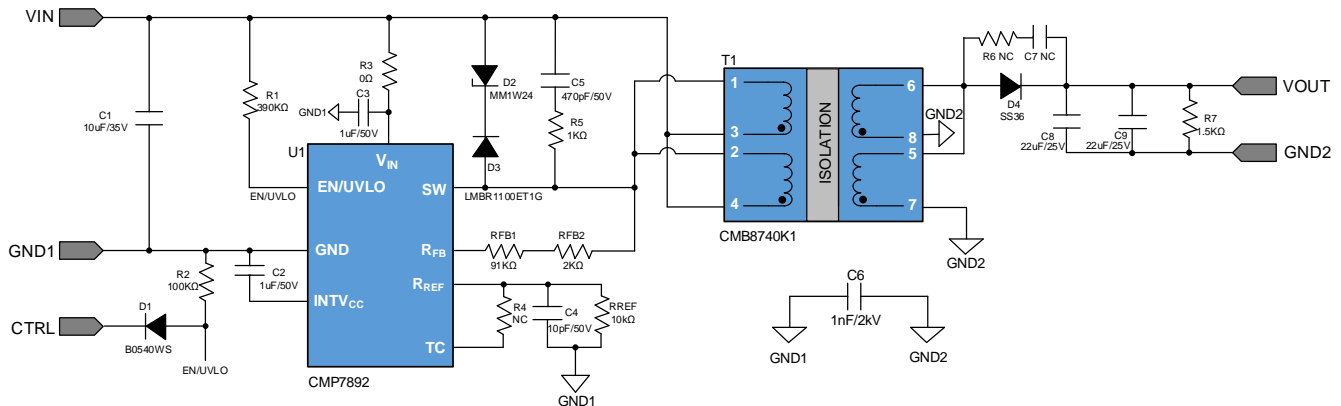 VIN
C1
10uF/35V
R1
390KΩ
R3
0Ω
C3
GND1
1uF/50V
D2
MM1W24
C5
470pF/50V
R5
1KΩ
D3
LMBR1100ET1G
U1
VIN
EN/UVLO
EN/UVLO
SW
GND1
GND
RFB
RFB1
91KΩ
RFB2
2KΩ
R2
100KΩ
C2
1uF/50V
INTVCC
RREF
R4
NC
C4
10pF/50V
RREF
10kΩ
TC
CTRL
D1
B0540WS
EN/UVLO
CMP7892
GND1
T1
1
3
2
4
ISOLATION
6
8
5
7
GND2
CMB8740K1
GND2
R6 NC
C7 NC
D4
SS36
C8
22uF/25V
C9
22uF/25V
R7
1.5KΩ
VOUT
GND2
C6
1nF/2kV
GND1
GND2